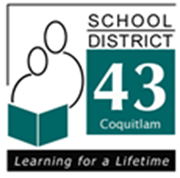 SCHOOL
DISTRICT
43
Coquitlam
Learning for a Lifetime